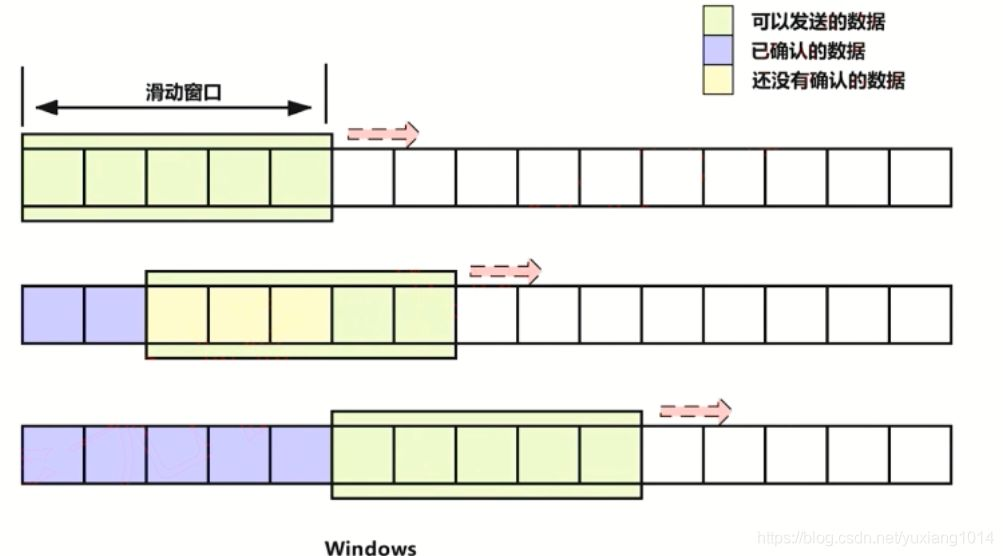 可以发送的数据
已确认的数据
还没有确认的数据
滑动窗口
Windows
https://blog.csdn.net/yuxiang1014